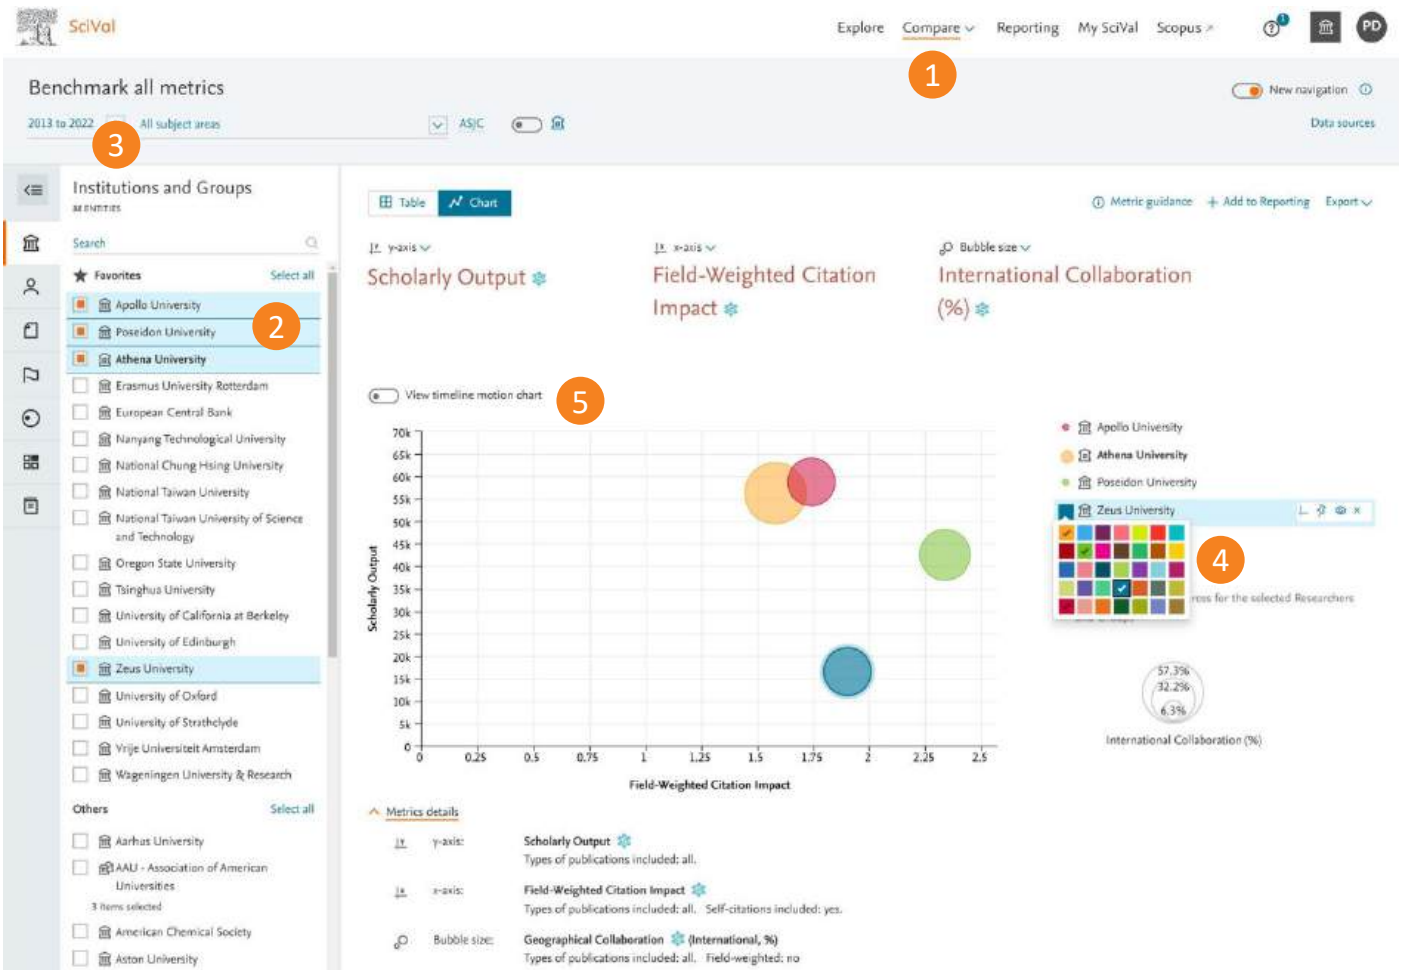 SciVal
Explore Compare Reporting My SciVal Scopus PD
1
Benchmark all metrics
New navigation
2013 to 2022 All subject areas ASJC
Data sources
3
Institutions and Groups
Table Chart
Metric guidance + Add to Reporting Export
Search
y-axis x-axis Bubble size
Scholarly Output Field-Weighted Citation International Collaboration
Impact (%)
Favorites Select all
Apollo University
2
Poseidon University
Athena University
Erasmus University Rotterdam
European Central Bank
Nanyang Technological University
National Chung Hsing University
National Taiwan University
National Taiwan University of Science
and Technology
Oregon State University
Tsinghua University
University of California at Berkeley
University of Edinburgh
Zeus University
University of Oxford
University of Strathclyde
Vrije Universiteit Amsterdam
Wageningen University & Research
Others Select all
Aarhus University
AAU - Association of American
Universities
3 items selected
American Chemical Society
Aston University
View timeline motion chart
5
70k
65k
60k
55k
50k
45k
40k
35k
30k
25k
20k
15k
10k
5k
0
Scholarly Output
0 0.25 0.5 0.75 1 1.25 1.5 1.75 2 2.25 2.5
Field-Weighted Citation Impact
Apollo University
Athena University
Poseidon University
Zeus University
4
for the selected Researchers
57.3%
32.2%
6.3%
International Collaboration (%)
Metrics details
y-axis: Scholarly Output
Types of publications included: all.
x-axis: Field-Weighted Citation Impact
Types of publications included: all. Self-citations included: yes.
Bubble size: Geographical Collaboration (International, %)
Types of publications included: all. Field-weighted: no